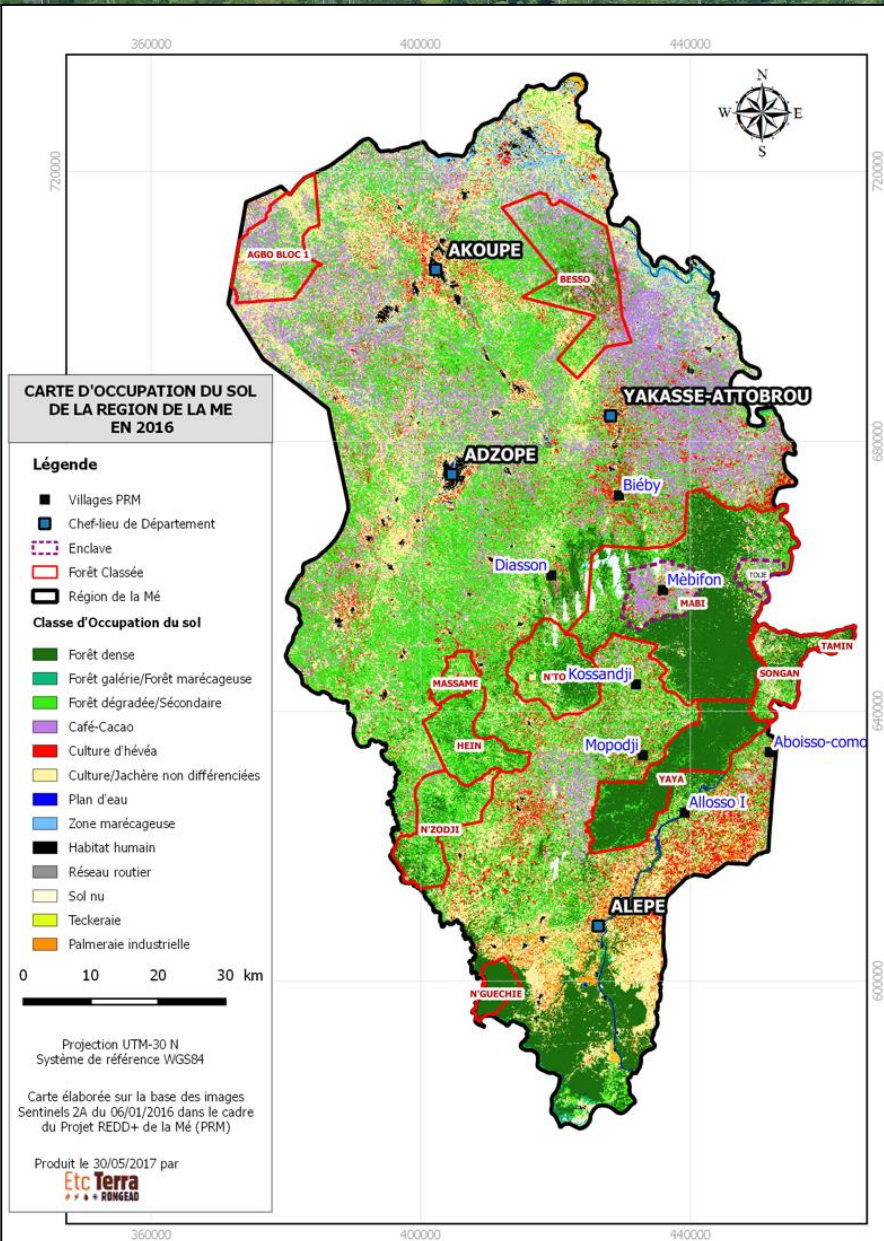 360000
400000
440000
N
W
E
S
720000
720000
AGBO BLOC 1
AKOUPE
BESSO
CARTE D'OCCUPATION DU SOL
DE LA REGION DE LA ME
EN 2016
YAKASSE-ATTOBROU
680000
ADZOPE
Légende
Biéby
Villages PRM
Chef-lieu de Département
Enclave
Forêt Classée
Région de la Mé
Diasson
Mèbifon
TOLIE
MABI
Classe d'Occupation du sol
Forêt dense
Forêt galérie/Forêt marécageuse
Forêt dégradée/Sécondaire
Café-Cacao
Culture d'hévéa
Culture/Jachère non différenciées
Plan d'eau
Zone marécageuse
Habitat humain
Réseau routier
Sol nu
Teckeraie
Palmeraie industrielle
TAMIN
SONGAN
MASSAME
N'TO
Kossandji
640000
HEIN
Mopodji
Aboisso-como
YAYA
Allosso I
N'ZODJI
ALEPE
0 10 20 30 km
N'GUECHIE
600000
Projection UTM-30 N
Système de référence WGS84
Carte élaborée sur la base des images
Sentinels 2A du 06/01/2016 dans le cadre
du Projet REDD+ de la Mé (PRM)
Produit le 30/05/2017 par
Etc Terra
RONGEAD
360000
400000
440000